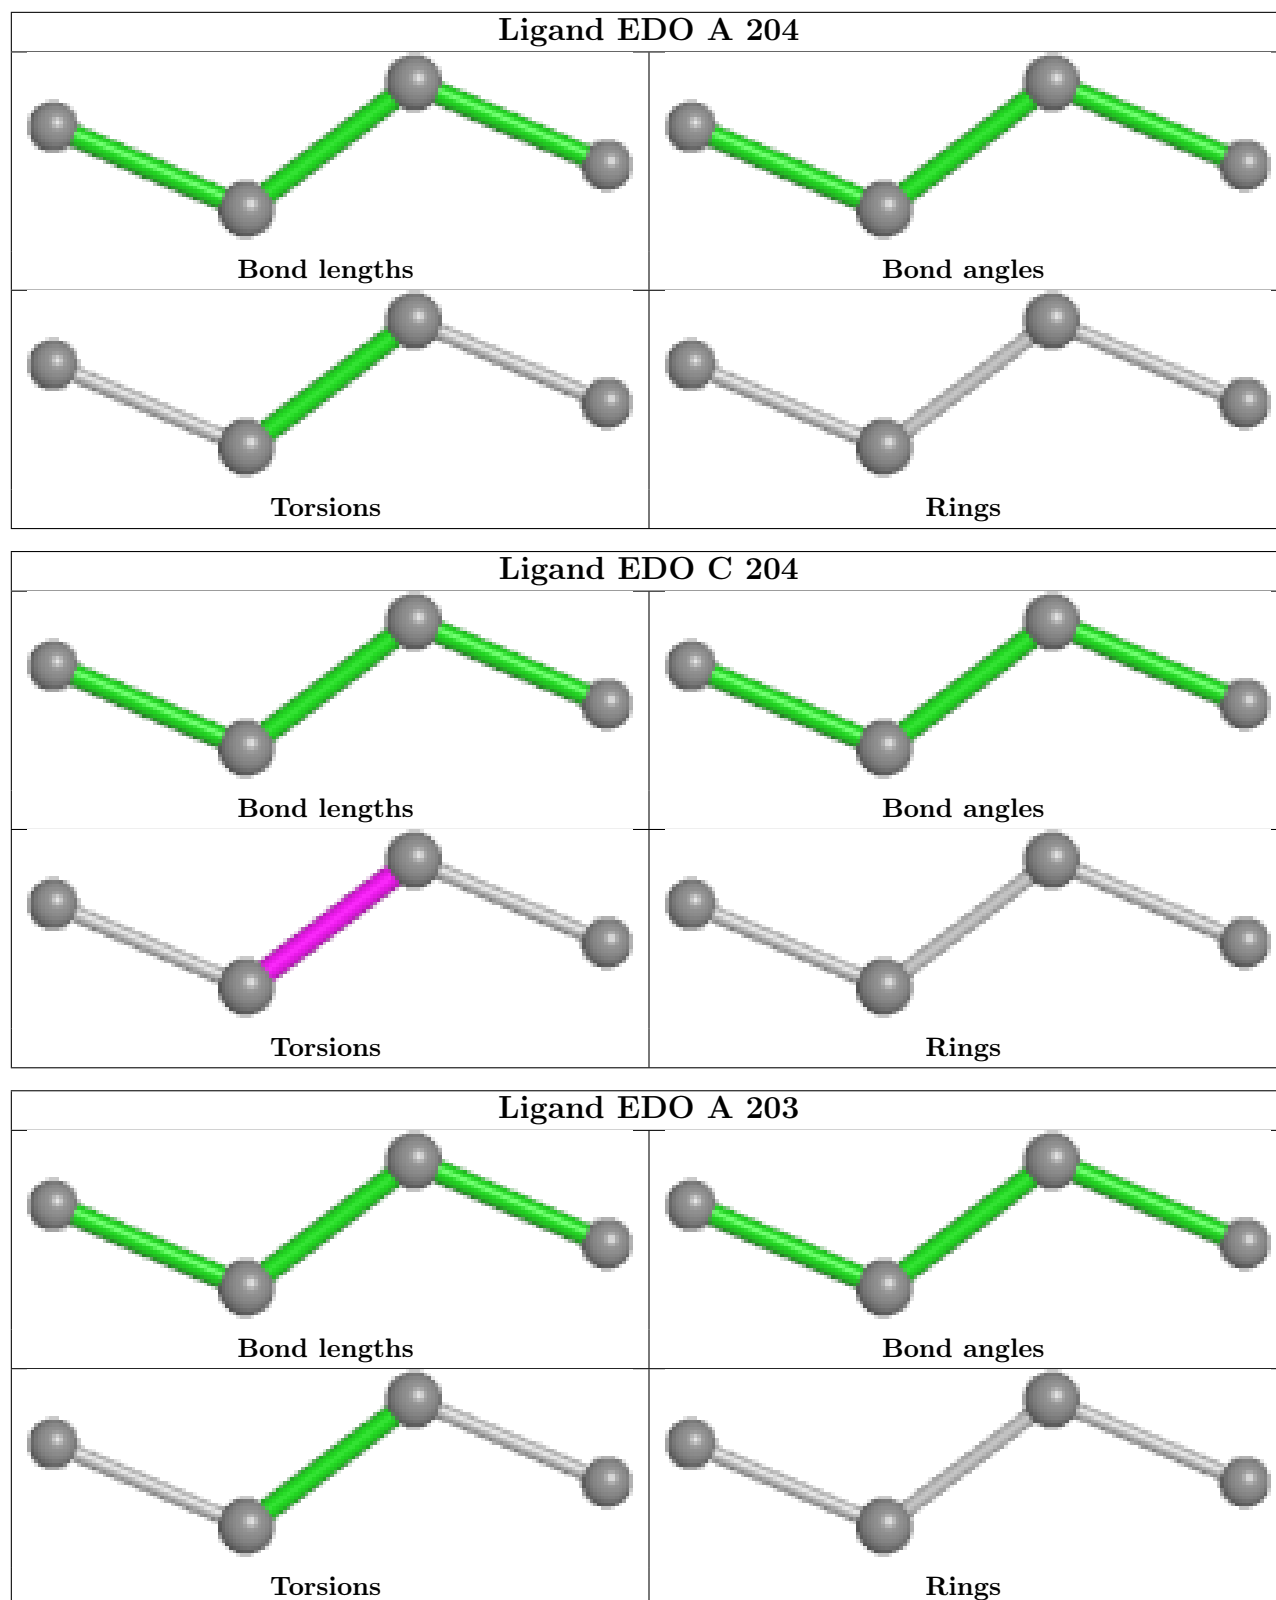 Ligand EDO A 204
Bond lengths
Bond angles
Torsions
Rings
Ligand EDO C 204
Bond lengths
Bond angles
Torsions
Rings
Ligand EDO A 203
Bond lengths
Bond angles
Torsions
Rings